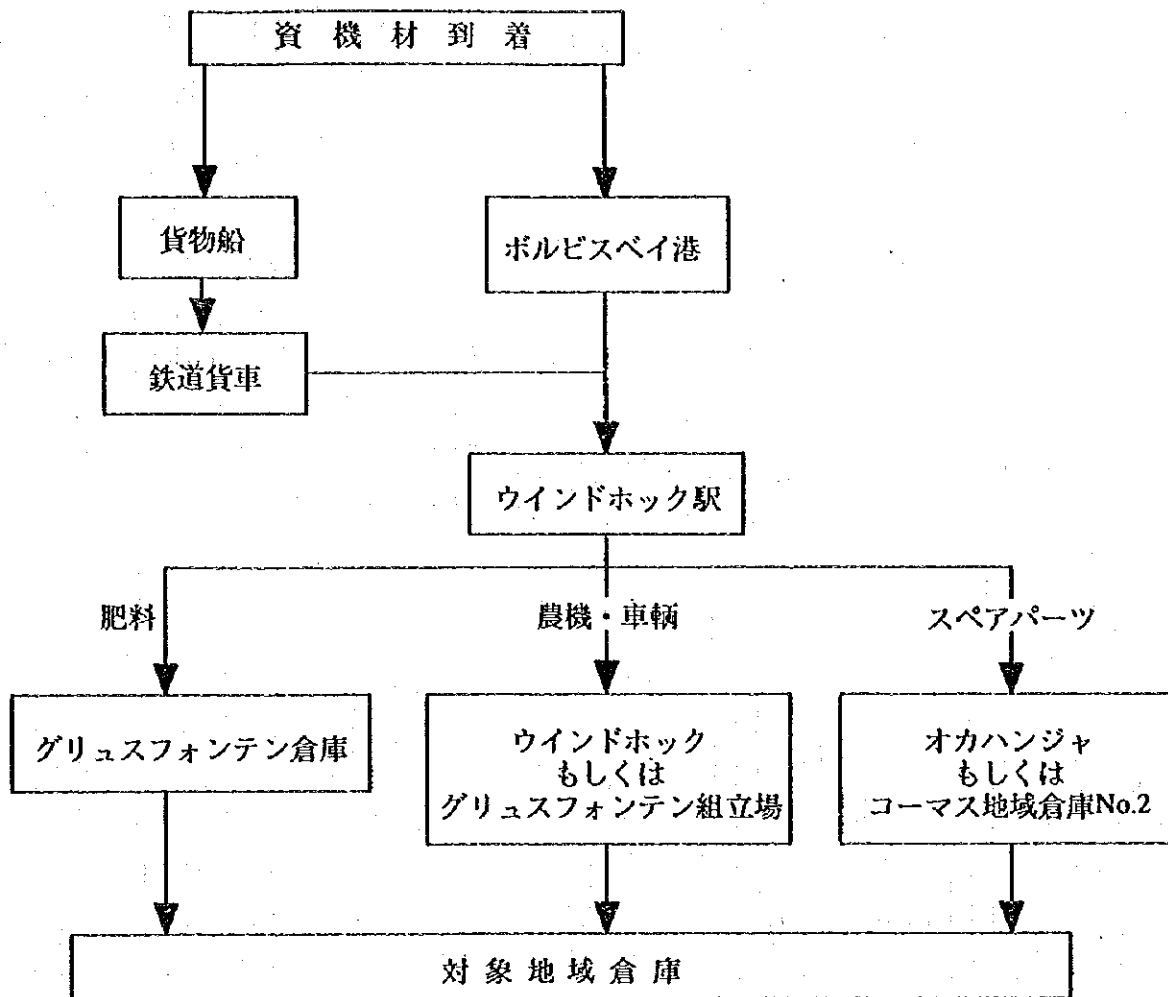 資機材到着
貨物船
ボルビスベイ港
鉄道貨車
ウインドホック駅
肥料
農機・車輌
スペアパーツ
グリュスフォンテン倉庫
ウインドホック
もしくは
グリュスフォンテン組立場
オカハンジャ
もしくは
コーマス地域倉庫No.2
対象地域倉庫